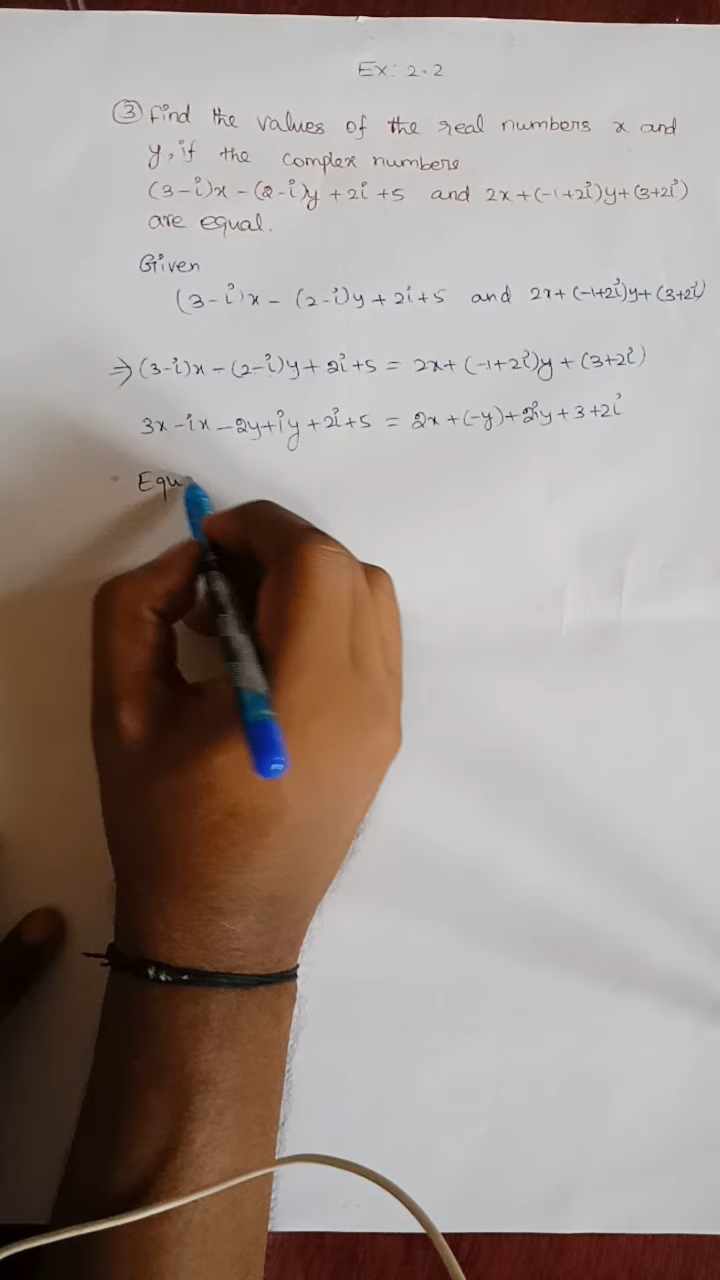 Ex: 2.2
③ Find the values of the real numbers x and
y, if the complex numbers
(3-i)x - (2-i)y + 2i + 5 and 2x + (-1+2i)y + (3+2i)
are equal.
Given
(3-i)x - (2-i)y + 2i + 5 and 2x + (-1+2i)y + (3+2i)
⇒ (3-i)x - (2-i)y + 2i + 5 = 2x + (-1+2i)y + (3+2i)
3x - ix - 2y + iy + 2i + 5 = 2x + (-y) + 2iy + 3 + 2i
Equ